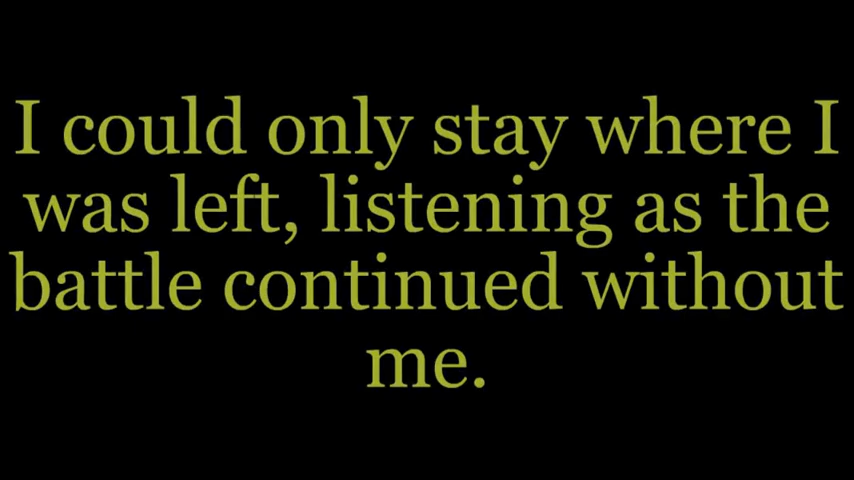 I could only stay where I
was left, listening as the
battle continued without
me.